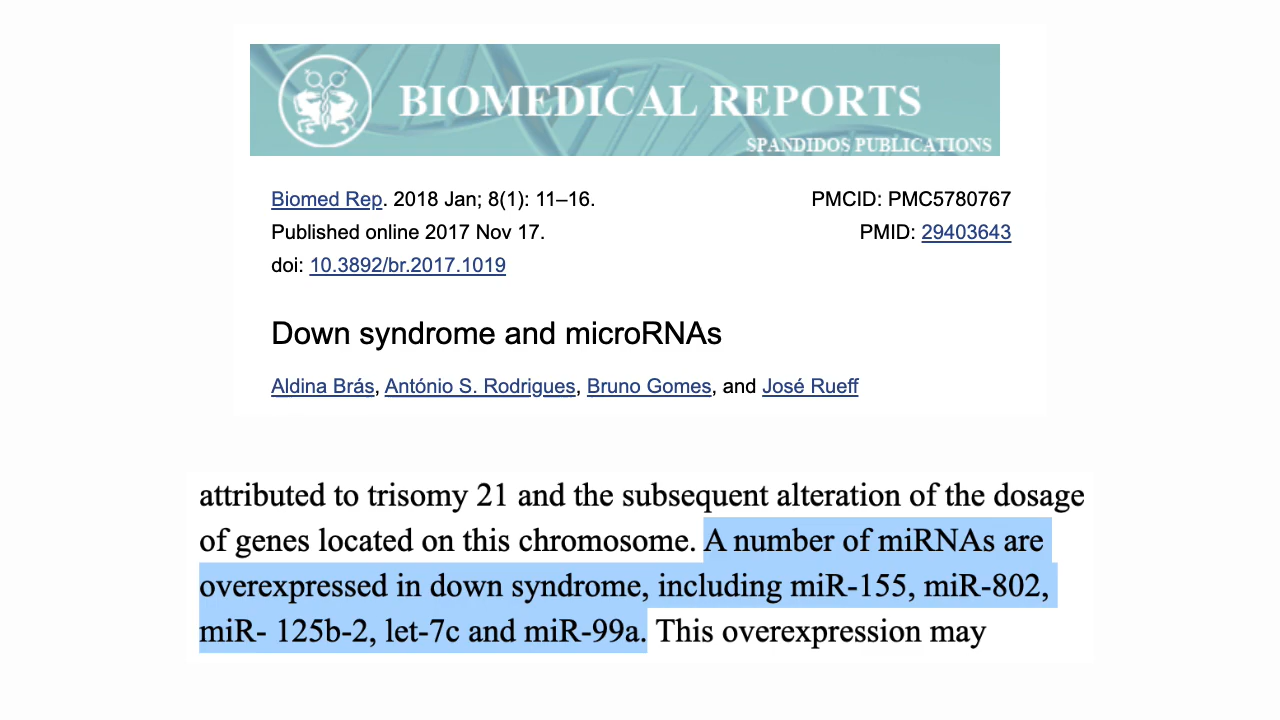 BIOMEDICAL REPORTS
SPANDIDOS PUBLICATIONS
Biomed Rep. 2018 Jan; 8(1): 11–16.
PMCID: PMC5780767
Published online 2017 Nov 17.
PMID: 29403643
doi: 10.3892/br.2017.1019
Down syndrome and microRNAs
Aldina Brás, António S. Rodrigues, Bruno Gomes, and José Rueff
attributed to trisomy 21 and the subsequent alteration of the dosage
of genes located on this chromosome. A number of miRNAs are
overexpressed in down syndrome, including miR-155, miR-802,
miR- 125b-2, let-7c and miR-99a. This overexpression may